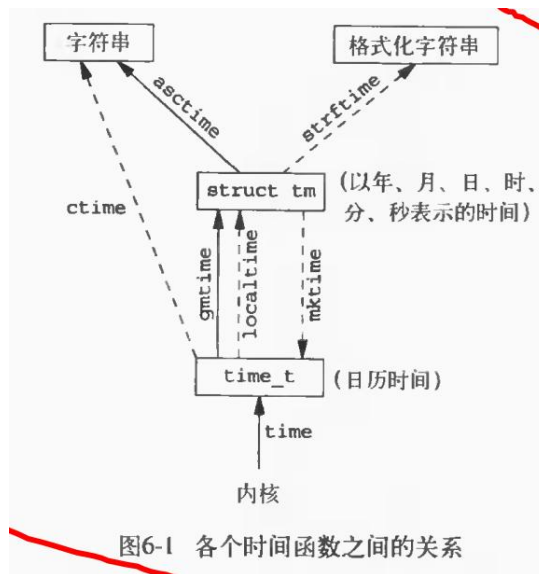 字符串
格式化字符串
asctime
strftime
ctime
struct tm
(以年、月、日、时、
分、秒表示的时间)
gmtime
localtime
mktime
time_t
(日历时间)
time
内核
图6-1 各个时间函数之间的关系